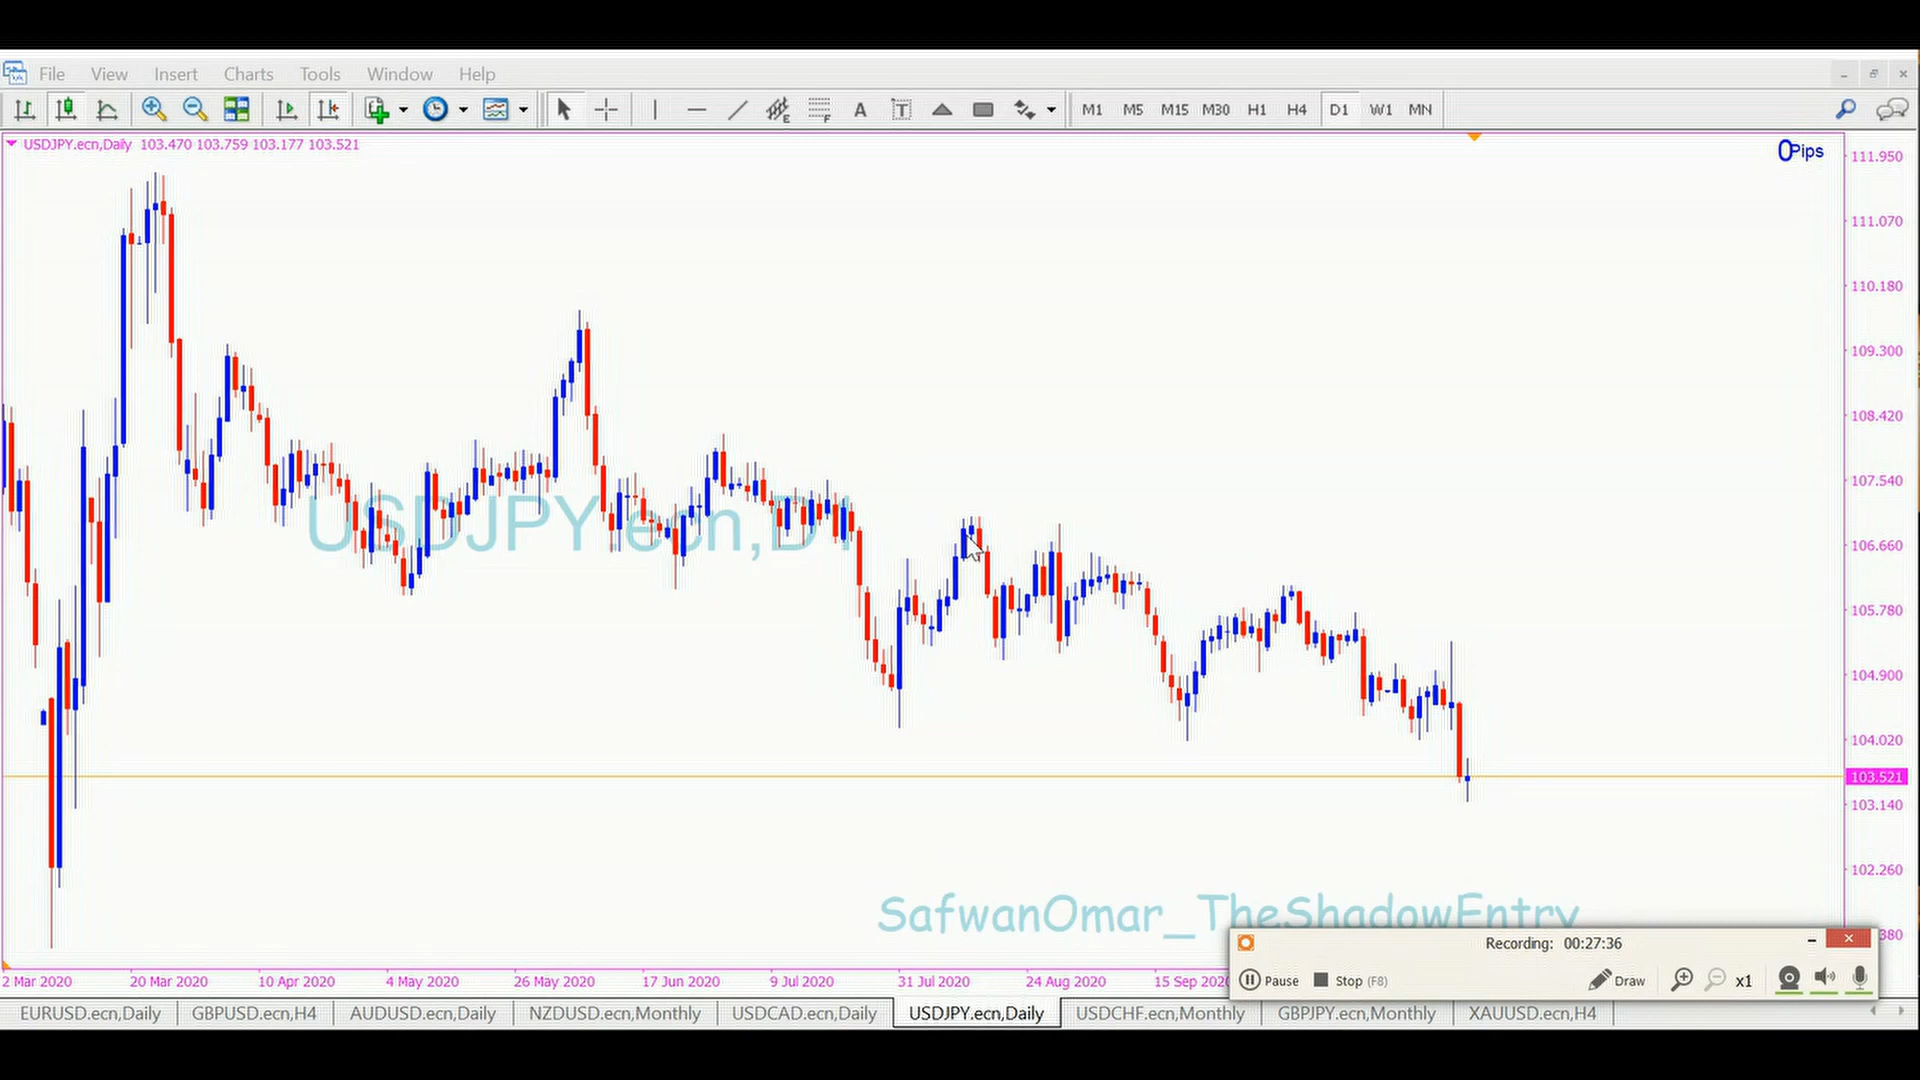 File View Insert Charts Tools Window Help
A T M1 M5 M15 M30 H1 H4 D1 W1 MN
USDJPY.ecn,Daily 103.470 103.759 103.177 103.521
0Pips
111.950
111.070
110.180
109.300
108.420
107.540
USDJPY.ecn,D1
106.660
105.780
104.900
104.020
103.521
103.140
102.260
SafwanOmar_TheShadowEntry
380
Recording: 00:27:36
Pause Stop (F8) Draw x1
2 Mar 2020 20 Mar 2020 10 Apr 2020 4 May 2020 26 May 2020 17 Jun 2020 9 Jul 2020 31 Jul 2020 24 Aug 2020 15 Sep 2020
EURUSD.ecn,Daily GBPUSD.ecn,H4 AUDUSD.ecn,Daily NZDUSD.ecn,Monthly USDCAD.ecn,Daily USDJPY.ecn,Daily USDCHF.ecn,Monthly GBPJPY.ecn,Monthly XAUUSD.ecn,H4